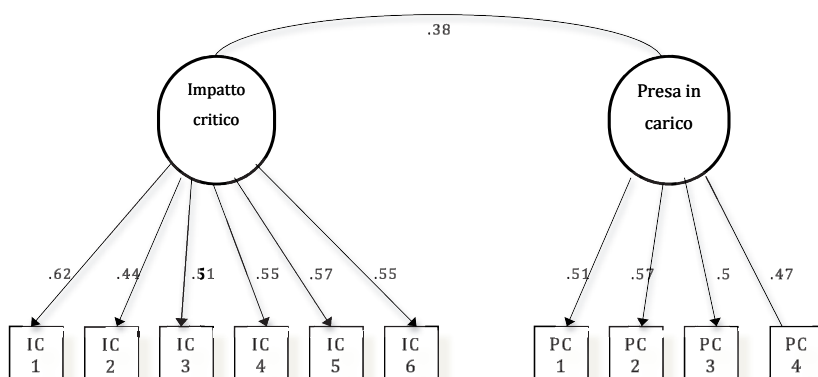 .38
Impatto
critico
Presa in
carico
.62 .44 .51 .55 .57 .55 .51 .57 .5 .47
IC IC IC IC IC IC PC PC PC PC
1 2 3 4 5 6 1 2 3 4